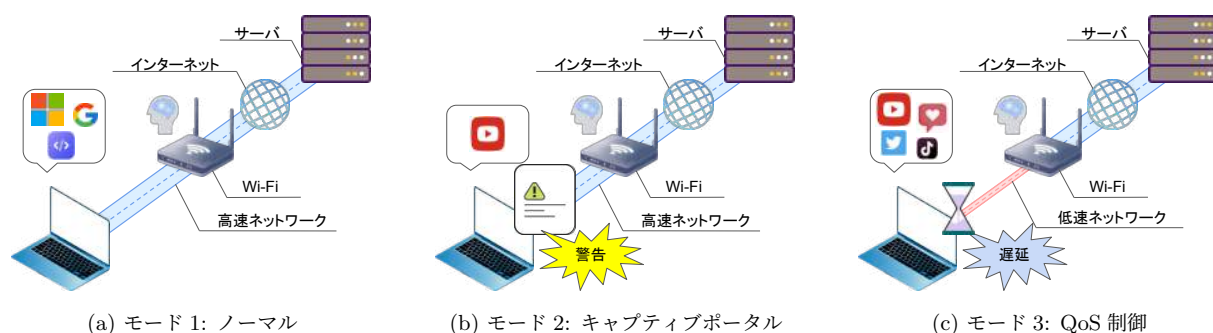 サーバ
インターネット
Wi-Fi
高速ネットワーク
(a) モード 1: ノーマル
サーバ
インターネット
Wi-Fi
高速ネットワーク
警告
(b) モード 2: キャプティブポータル
サーバ
インターネット
Wi-Fi
低速ネットワーク
遅延
(c) モード 3: QoS 制御